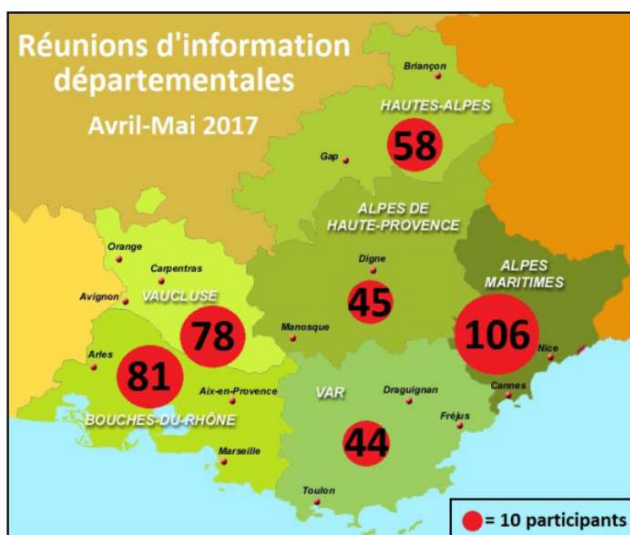 Réunions d'information
départementales
Avril-Mai 2017
Briançon
HAUTES-ALPES
58
Gap
ALPES DE
HAUTE-PROVENCE
Orange
Carpentras
Digne
ALPES
MARITIMES
Avignon
VAUCLUSE
45
78
Manosque
106
Nice
Arles
81
Aix-en-Provence
VAR
Draguignan
Cannes
BOUCHES-DU-RHÔNE
Fréjus
44
Marseille
Toulon
= 10 participants